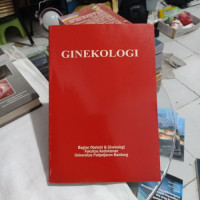 GINEKOLOGI
Bagian Obstetri & Ginekologi
Fakultas Kedokteran
Universitas Padjadjaran Bandung